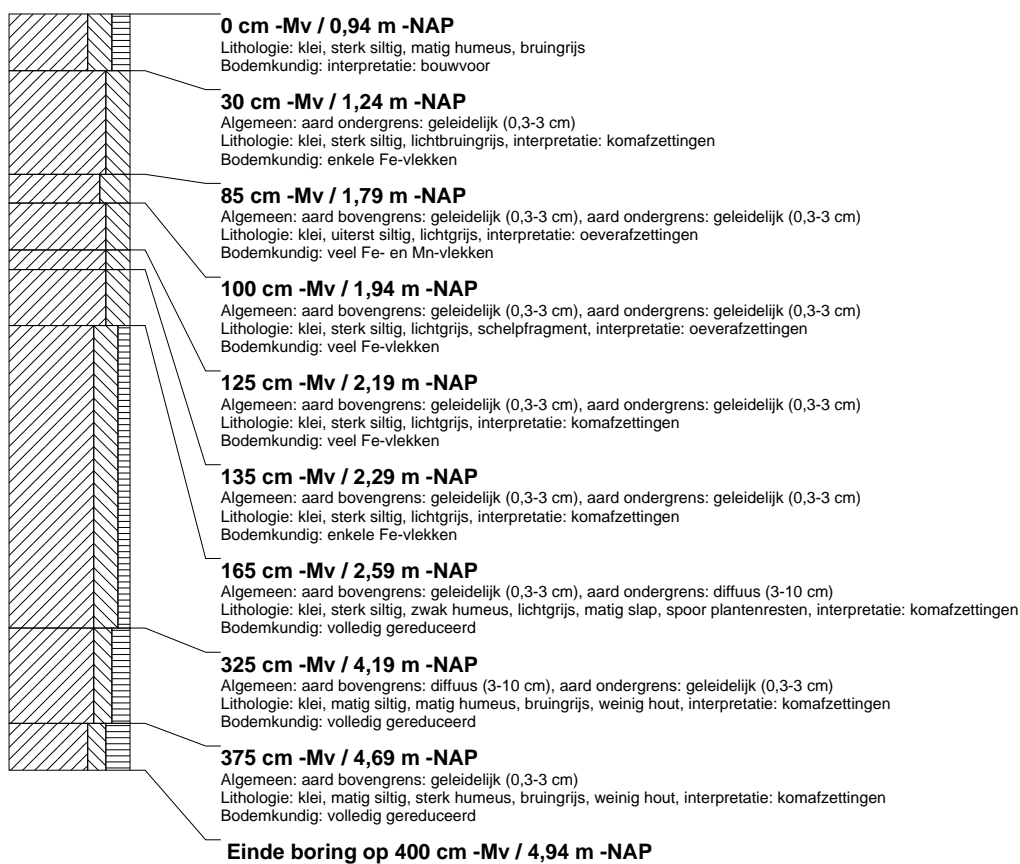 0 cm -Mv / 0,94 m -NAP
Lithologie: klei, sterk siltig, matig humeus, bruingrijs
Bodemkundig: interpretatie: bouwvoor
30 cm -Mv / 1,24 m -NAP
Algemeen: aard ondergrens: geleidelijk (0,3-3 cm)
Lithologie: klei, sterk siltig, lichtbruingrijs, interpretatie: komafzettingen
Bodemkundig: enkele Fe-vlekken
85 cm -Mv / 1,79 m -NAP
Algemeen: aard bovengrens: geleidelijk (0,3-3 cm), aard ondergrens: geleidelijk (0,3-3 cm)
Lithologie: klei, uiterst siltig, lichtgrijs, interpretatie: oeverafzettingen
Bodemkundig: veel Fe- en Mn-vlekken
100 cm -Mv / 1,94 m -NAP
Algemeen: aard bovengrens: geleidelijk (0,3-3 cm), aard ondergrens: geleidelijk (0,3-3 cm)
Lithologie: klei, sterk siltig, lichtgrijs, schelpfragment, interpretatie: oeverafzettingen
Bodemkundig: veel Fe-vlekken
125 cm -Mv / 2,19 m -NAP
Algemeen: aard bovengrens: geleidelijk (0,3-3 cm), aard ondergrens: geleidelijk (0,3-3 cm)
Lithologie: klei, sterk siltig, lichtgrijs, interpretatie: komafzettingen
Bodemkundig: veel Fe-vlekken
135 cm -Mv / 2,29 m -NAP
Algemeen: aard bovengrens: geleidelijk (0,3-3 cm), aard ondergrens: geleidelijk (0,3-3 cm)
Lithologie: klei, sterk siltig, lichtgrijs, interpretatie: komafzettingen
Bodemkundig: enkele Fe-vlekken
165 cm -Mv / 2,59 m -NAP
Algemeen: aard bovengrens: geleidelijk (0,3-3 cm), aard ondergrens: diffuus (3-10 cm)
Lithologie: klei, sterk siltig, zwak humeus, lichtgrijs, matig slap, spoor plantenresten, interpretatie: komafzettingen
Bodemkundig: volledig gereduceerd
325 cm -Mv / 4,19 m -NAP
Algemeen: aard bovengrens: diffuus (3-10 cm), aard ondergrens: geleidelijk (0,3-3 cm)
Lithologie: klei, matig siltig, matig humeus, bruingrijs, weinig hout, interpretatie: komafzettingen
Bodemkundig: volledig gereduceerd
375 cm -Mv / 4,69 m -NAP
Algemeen: aard bovengrens: geleidelijk (0,3-3 cm)
Lithologie: klei, matig siltig, sterk humeus, bruingrijs, weinig hout, interpretatie: komafzettingen
Bodemkundig: volledig gereduceerd
Einde boring op 400 cm -Mv / 4,94 m -NAP